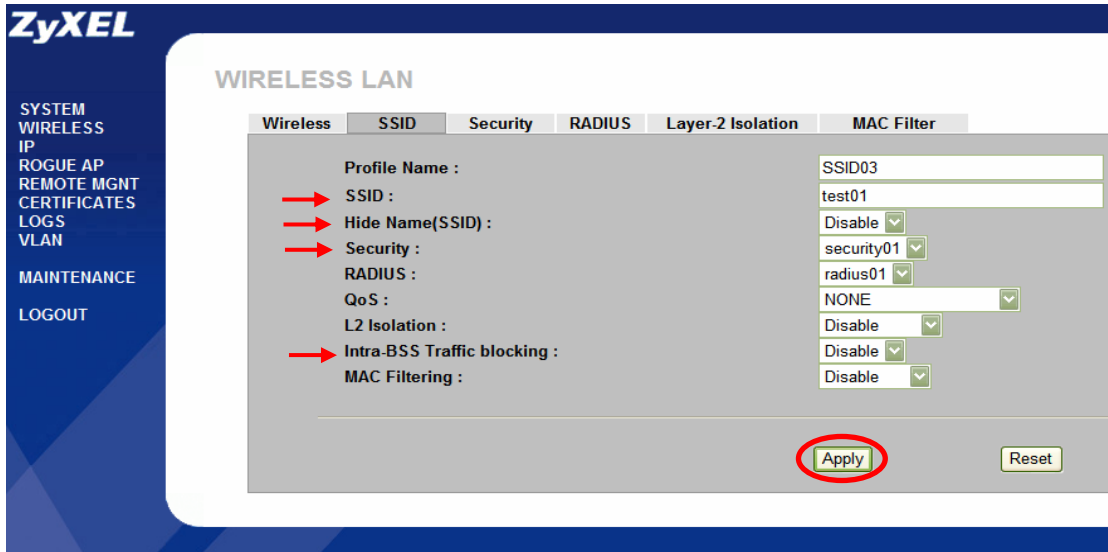 ZyXEL
WIRELESS LAN
SYSTEM
WIRELESS
IP
ROGUE AP
REMOTE MGNT
CERTIFICATES
LOGS
VLAN
MAINTENANCE
LOGOUT
Wireless SSID Security RADIUS Layer-2 Isolation MAC Filter
Profile Name : SSID03
SSID : test01
Hide Name(SSID) : Disable
Security : security01
RADIUS : radius01
QoS : NONE
L2 Isolation : Disable
Intra-BSS Traffic blocking : Disable
MAC Filtering : Disable
Apply Reset